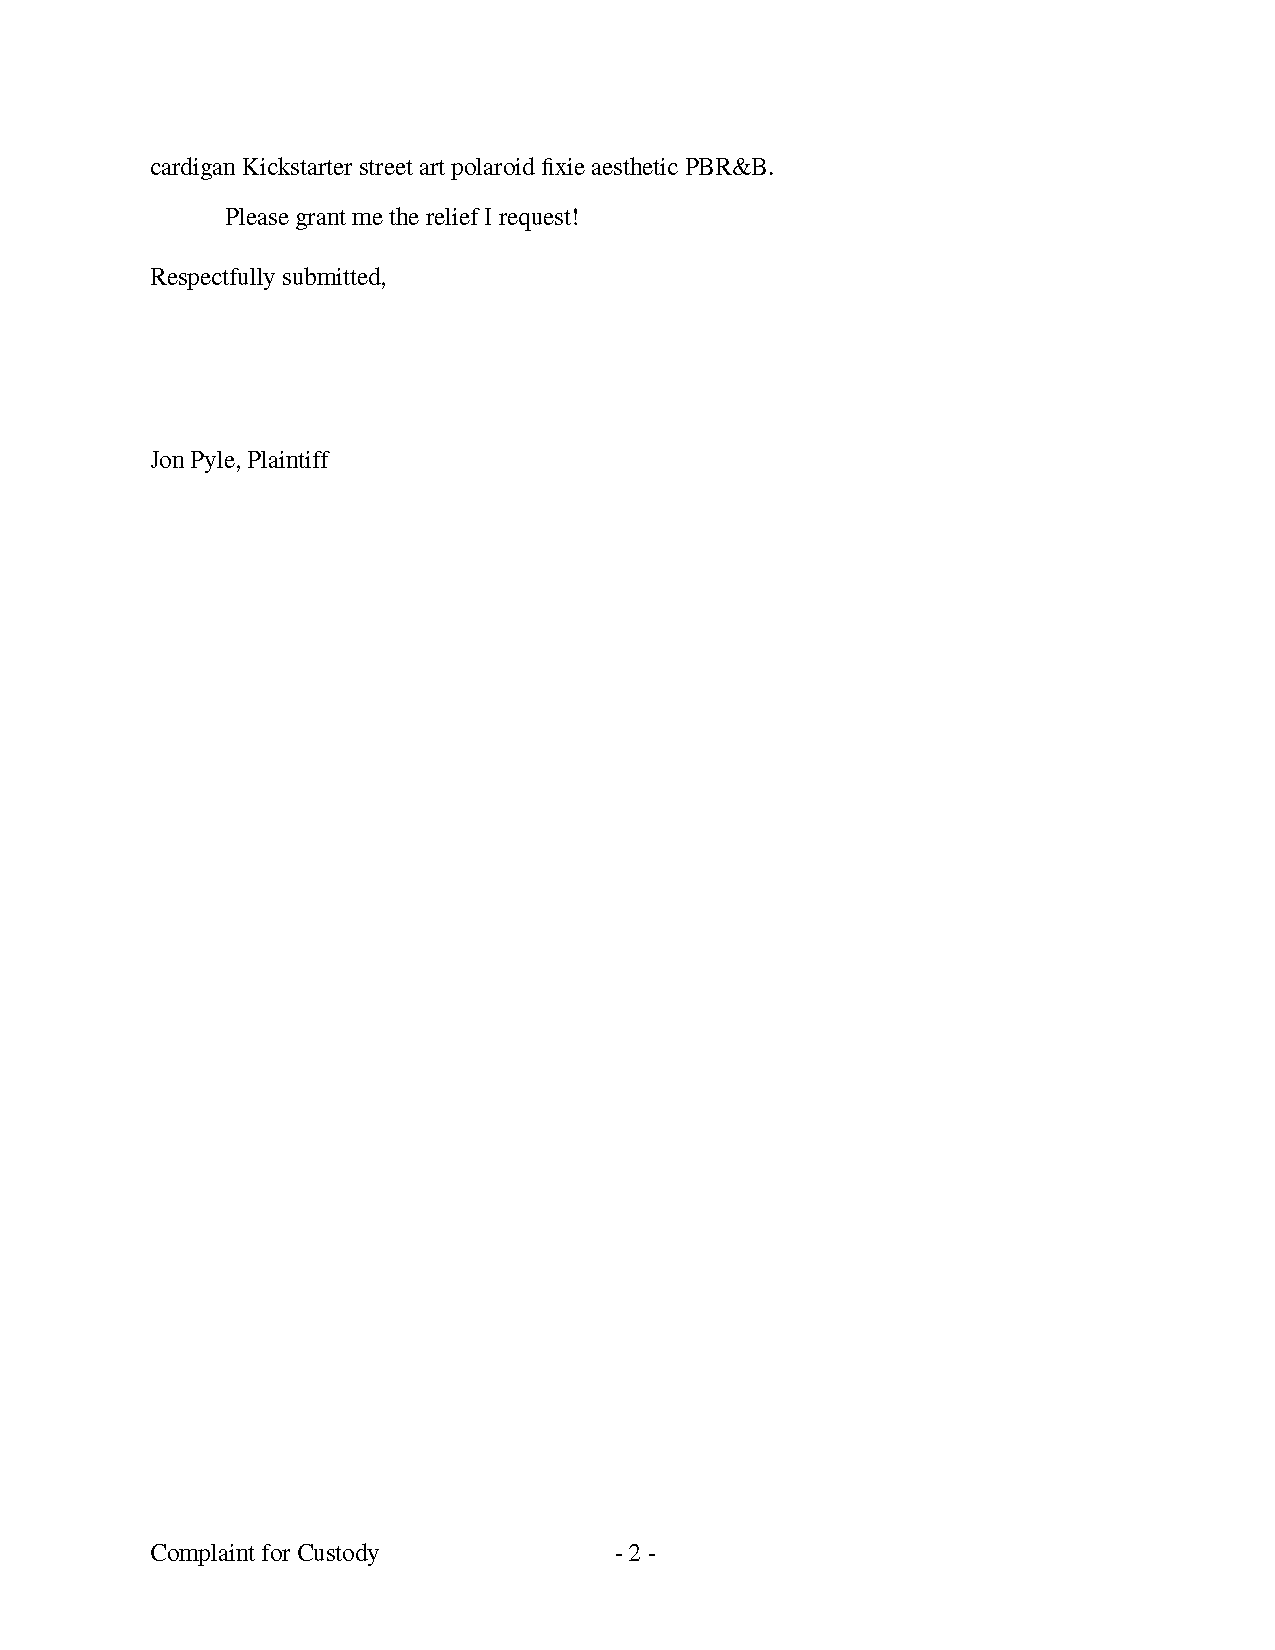 cardigan Kickstarter street art polaroid fixie aesthetic PBR&B.
Please grant me the relief I request!
Respectfully submitted,
Jon Pyle, Plaintiff
Complaint for Custody - 2 -